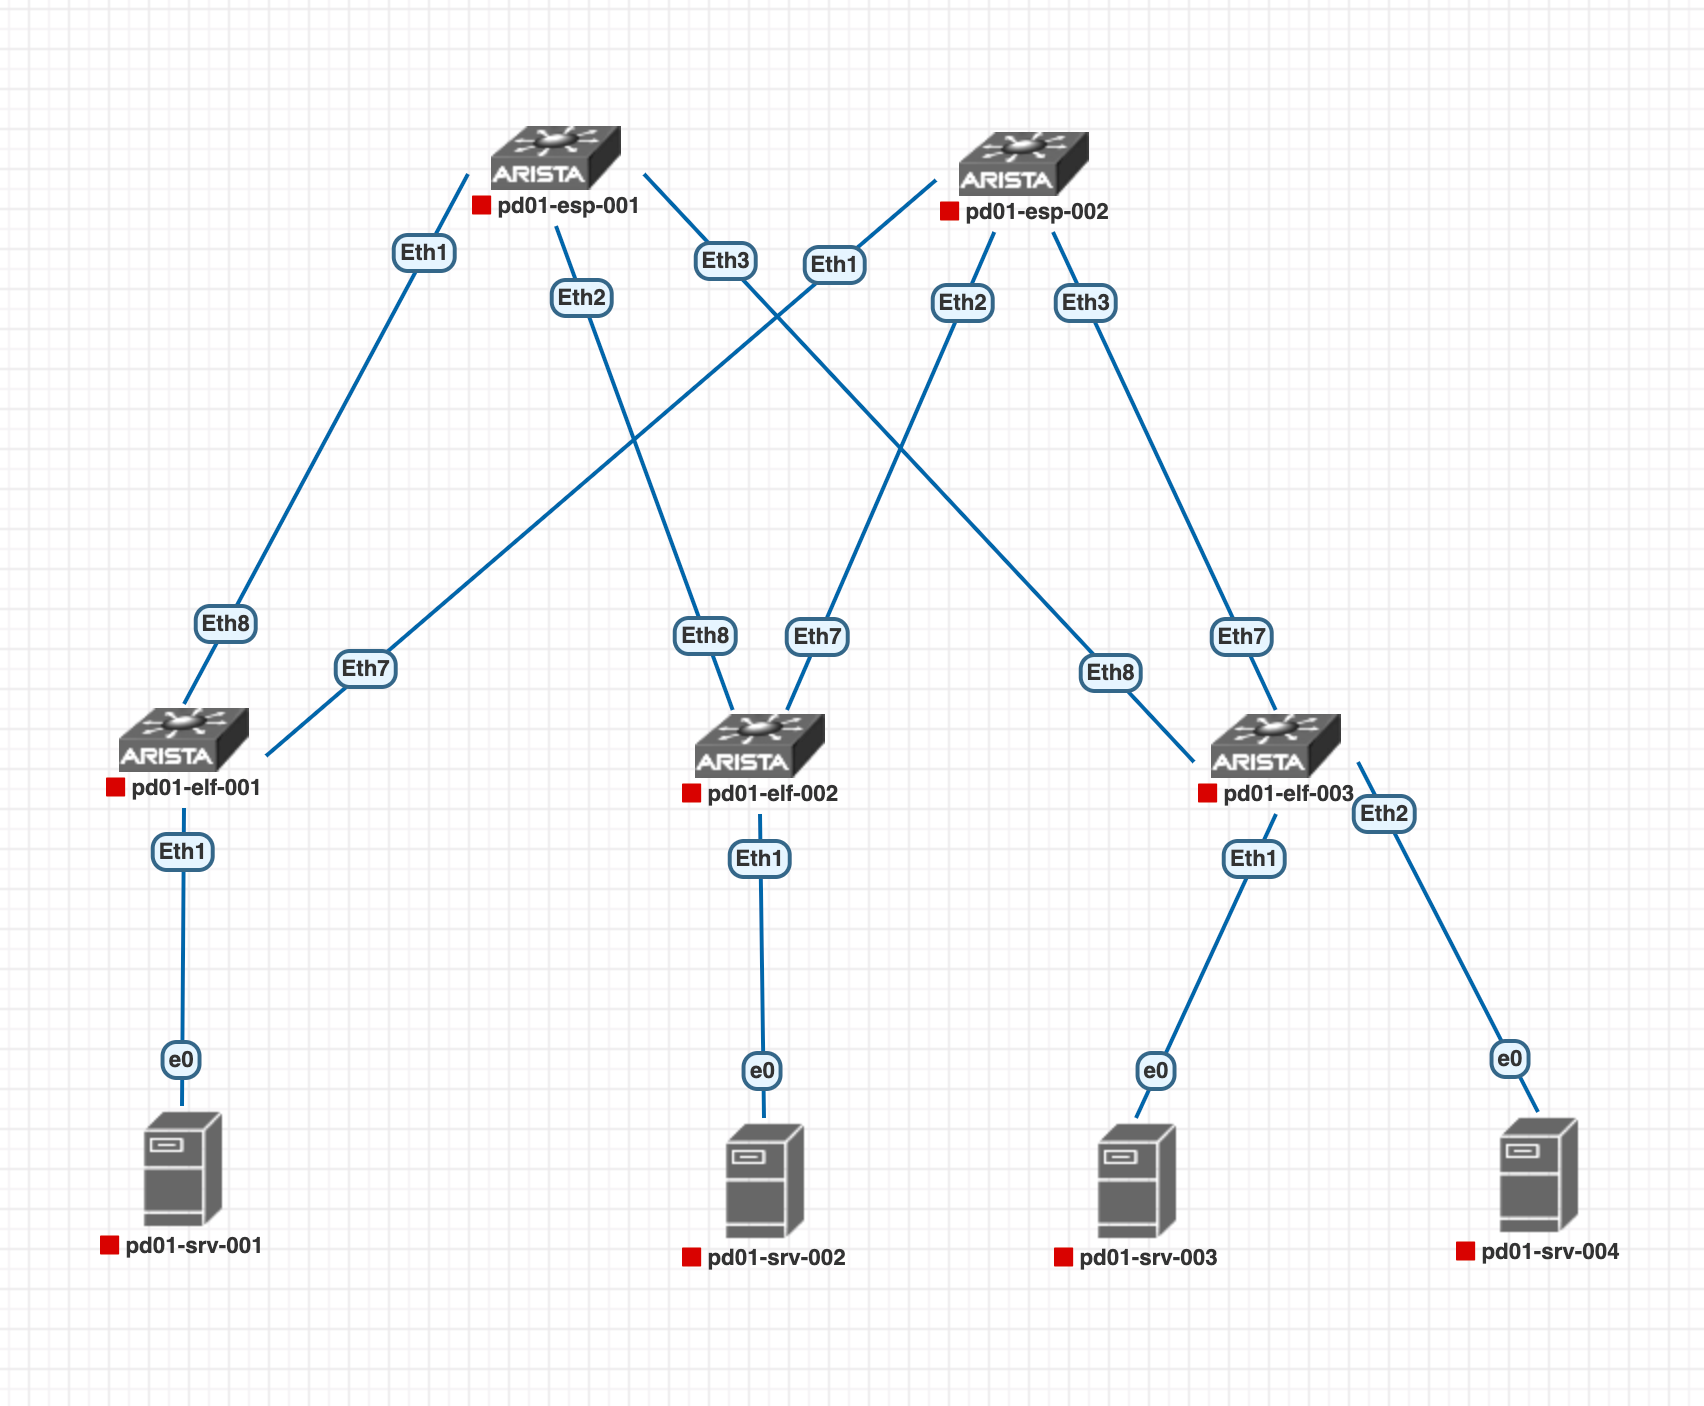 ARISTA
pd01-esp-001
ARISTA
pd01-esp-002
Eth1
Eth2
Eth3
Eth1
Eth2
Eth3
Eth8
Eth7
Eth8
Eth7
Eth8
Eth7
ARISTA
pd01-elf-001
ARISTA
pd01-elf-002
ARISTA
pd01-elf-003
Eth1
Eth1
Eth1
Eth2
e0
e0
e0
e0
pd01-srv-001
pd01-srv-002
pd01-srv-003
pd01-srv-004